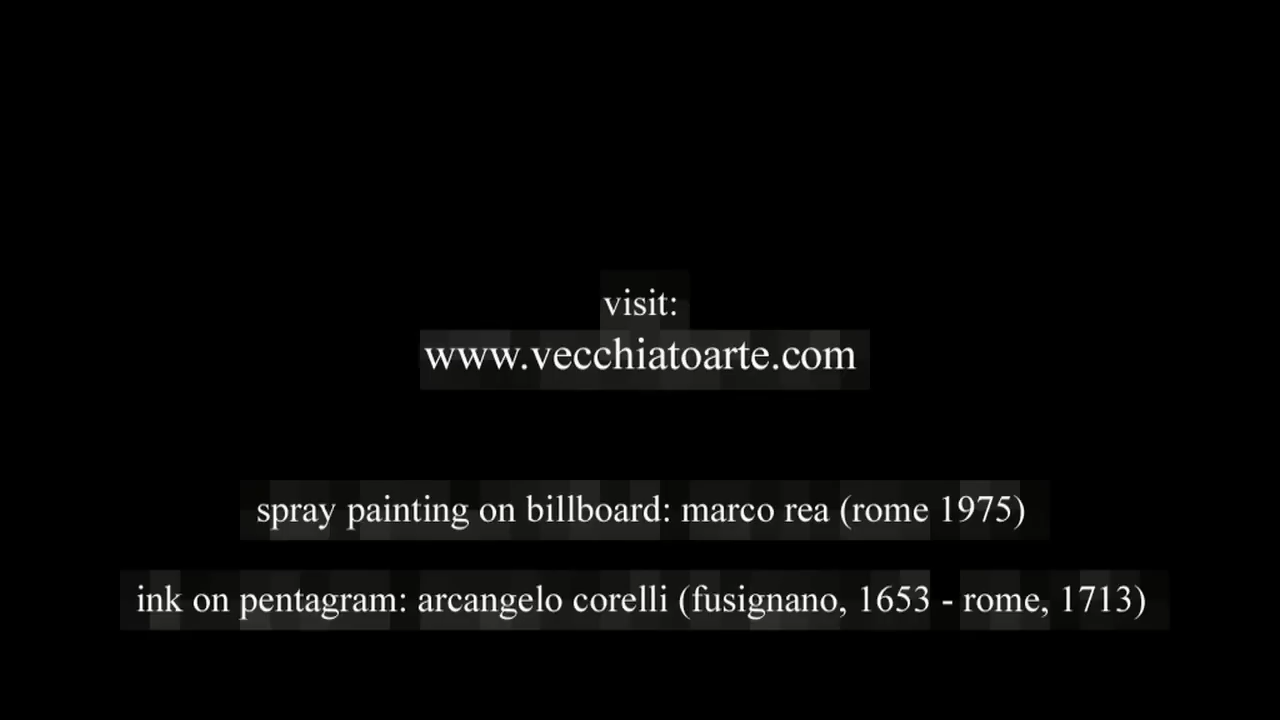 visit:
www.vecchiatoarte.com
spray painting on billboard: marco rea (rome 1975)
ink on pentagram: arcangelo corelli (fusignano, 1653 - rome, 1713)